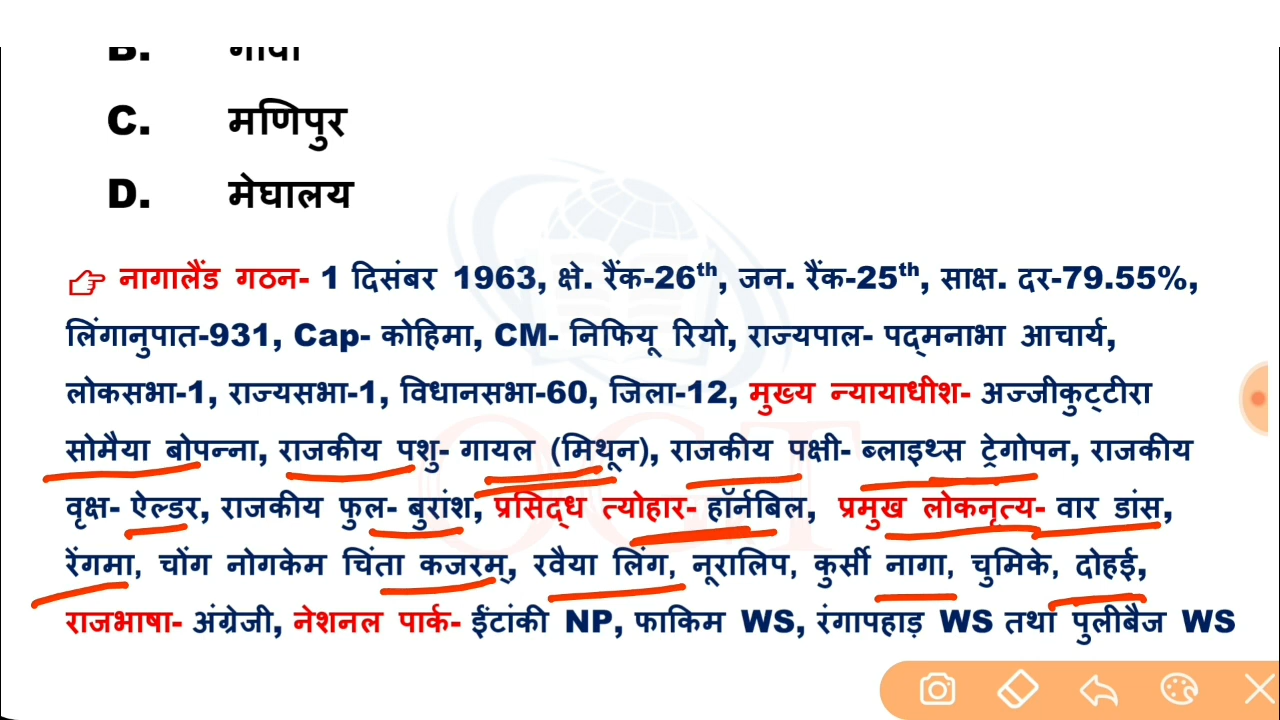 B.
C. मणिपुर
D. मेघालय
नागालैंड गठन- 1 दिसंबर 1963, क्षे. रैंक-26th, जन. रैंक-25th, साक्ष. दर-79.55%,
लिंगानुपात-931, Cap- कोहिमा, CM- निफियू रियो, राज्यपाल- पद्मनाभा आचार्य,
लोकसभा-1, राज्यसभा-1, विधानसभा-60, जिला-12, मुख्य न्यायाधीश- अज्जीकुट्टीरा
सोमैया बोपन्ना, राजकीय पशु- गायल (मिथून), राजकीय पक्षी- ब्लाइथ्स ट्रेगोपन, राजकीय
वृक्ष- ऐल्डर, राजकीय फुल- बुरांश, प्रसिद्ध त्योहार- हॉर्नबिल, प्रमुख लोकनृत्य- वार डांस,
रेंगमा, चोंग नोगकेम चिंता कजरम्, रवैया लिंग, नूरालिप, कुर्सी नागा, चुमिके, दोहई,
राजभाषा- अंग्रेजी, नेशनल पार्क- ईंटांकी NP, फाकिम WS, रंगापहाड़ WS तथा पुलीबैज WS